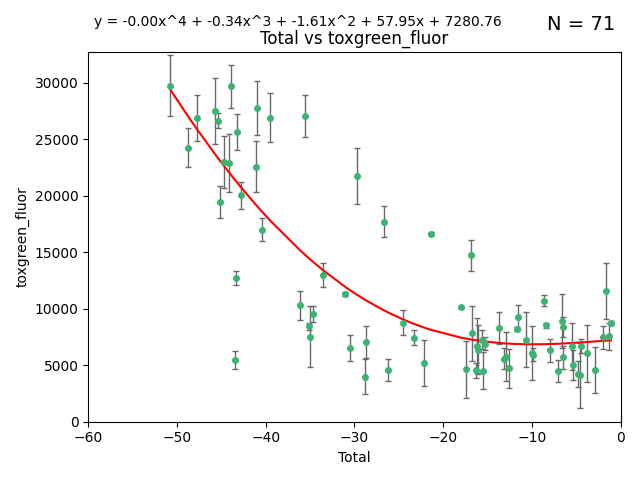 y = -0.00x^4 + -0.34x^3 + -1.61x^2 + 57.95x + 7280.76
N = 71
Total vs toxgreen_fluor
30000
25000
20000
15000
10000
5000
0
toxgreen_fluor
−60 −50 −40 −30 −20 −10 0
Total